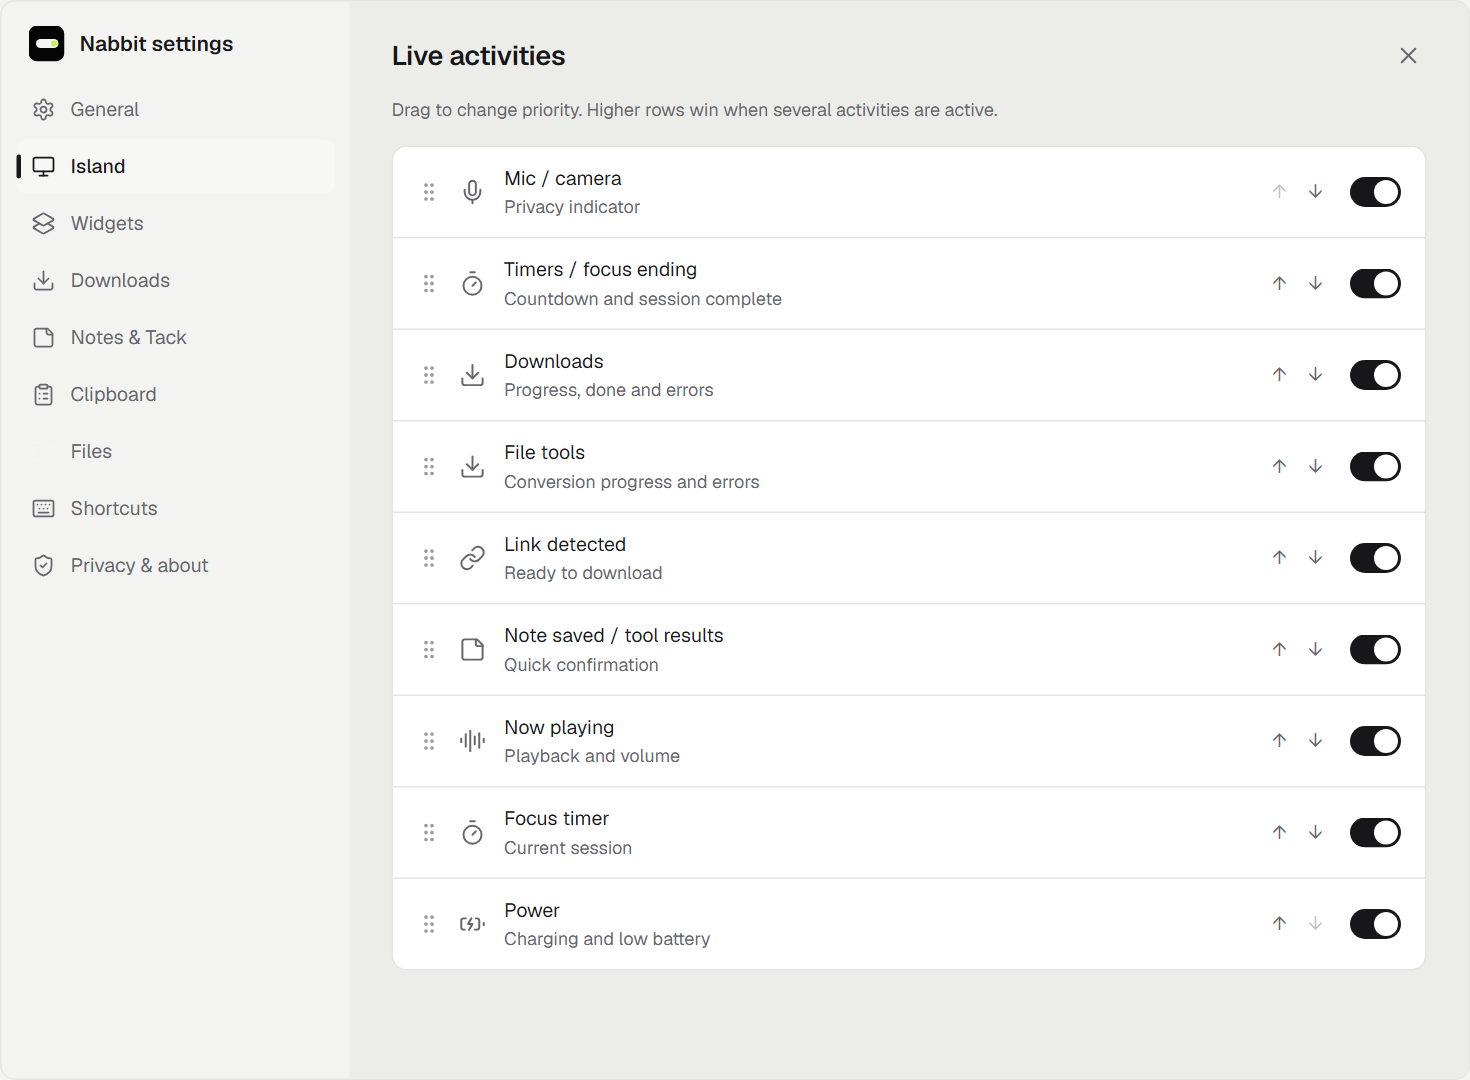 Nabbit settings
General
Island
Widgets
Downloads
Notes & Tack
Clipboard
Files
Shortcuts
Privacy & about
Live activities
Drag to change priority. Higher rows win when several activities are active.
Mic / camera
Privacy indicator
Timers / focus ending
Countdown and session complete
Downloads
Progress, done and errors
File tools
Conversion progress and errors
Link detected
Ready to download
Note saved / tool results
Quick confirmation
Now playing
Playback and volume
Focus timer
Current session
Power
Charging and low battery